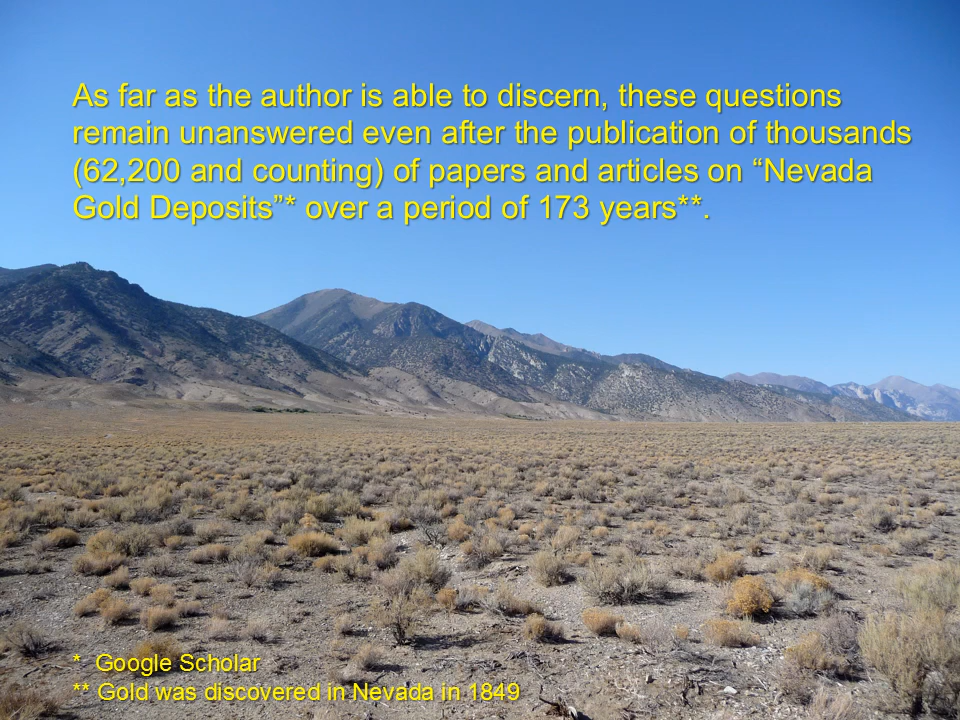 As far as the author is able to discern, these questions
remain unanswered even after the publication of thousands
(62,200 and counting) of papers and articles on “Nevada
Gold Deposits”* over a period of 173 years**.
*  Google Scholar
** Gold was discovered in Nevada in 1849